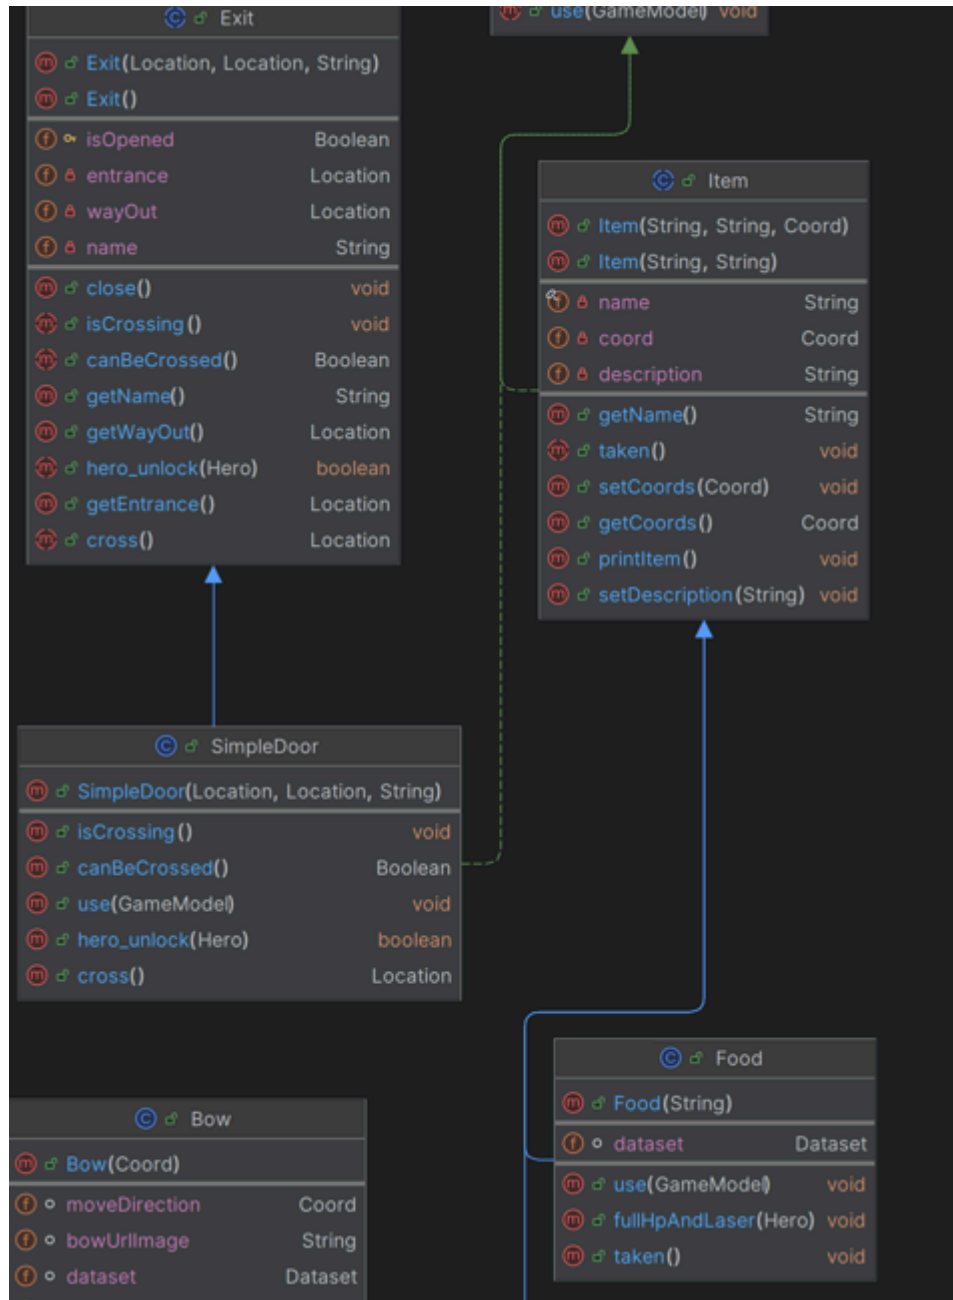 Exit
Exit(Location, Location, String)
Exit()
isOpened Boolean
entrance Location
wayOut Location
name String
close() void
isCrossing() void
canBeCrossed() Boolean
getName() String
getWayOut() Location
hero_unlock(Hero) boolean
getEntrance() Location
cross() Location
use(GameModel) void
Item
Item(String, String, Coord)
Item(String, String)
name String
coord Coord
description String
getName() String
taken() void
setCoords(Coord) void
getCoords() Coord
printItem() void
setDescription(String) void
SimpleDoor
SimpleDoor(Location, Location, String)
isCrossing() void
canBeCrossed() Boolean
use(GameModel) void
hero_unlock(Hero) boolean
cross() Location
Food
Food(String)
dataset Dataset
use(GameModel) void
fullHpAndLaser(Hero) void
taken() void
Bow
Bow(Coord)
moveDirection Coord
bowUrlImage String
dataset Dataset